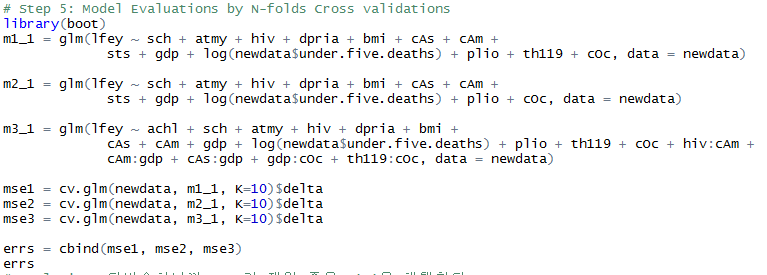 # Step 5: Model Evaluations by N-folds Cross validations
library(boot)
m1_1 = glm(lfey ~ sch + atmy + hiv + dpria + bmi + cAs + cAm +
sts + gdp + log(newdata$under.five.deaths) + plio + th119 + cOc, data = newdata)
m2_1 = glm(lfey ~ sch + atmy + hiv + dpria + bmi + cAs + cAm +
sts + gdp + log(newdata$under.five.deaths) + plio + cOc, data = newdata)
m3_1 = glm(lfey ~ achl + sch + atmy + hiv + dpria + bmi +
cAs + cAm + gdp + log(newdata$under.five.deaths) + plio + th119 + cOc + hiv:cAm +
cAm:gdp + cAs:gdp + gdp:cOc + th119:cOc, data = newdata)
mse1 = cv.glm(newdata, m1_1, K=10)$delta
mse2 = cv.glm(newdata, m2_1, K=10)$delta
mse3 = cv.glm(newdata, m3_1, K=10)$delta
errs = cbind(mse1, mse2, mse3)
errs